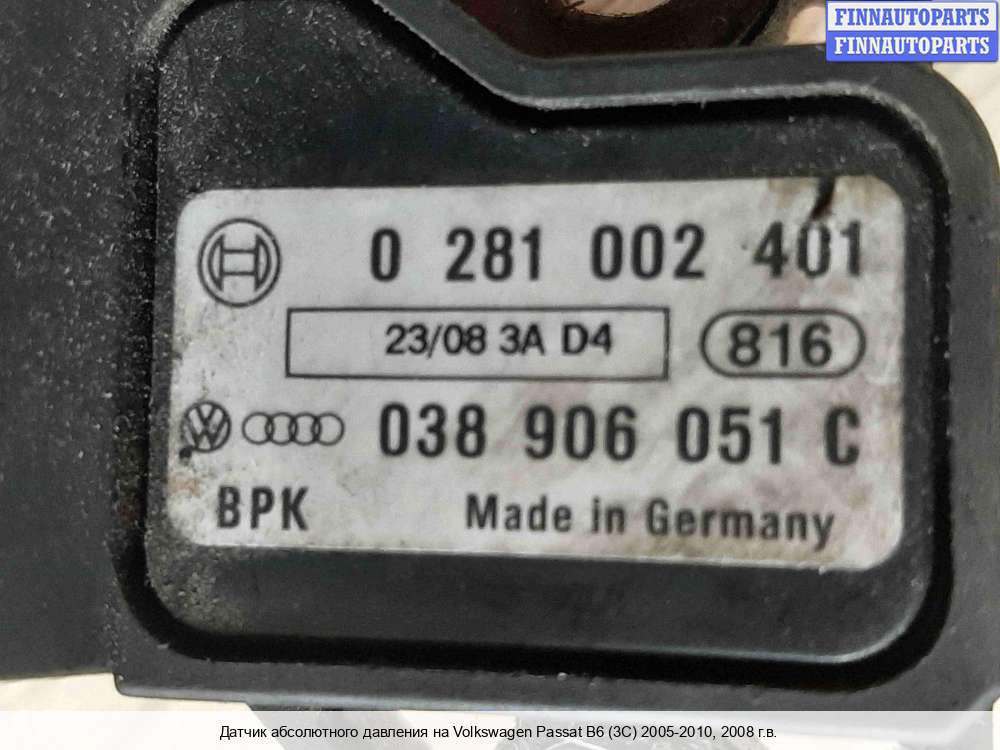 FINNAUTOPARTS
FINNAUTOPARTS
0 281 002 401
23/08 3A D4 816
038 906 051 C
BPK Made in Germany
Датчик абсолютного давления на Volkswagen Passat B6 (3C) 2005-2010, 2008 г.в.